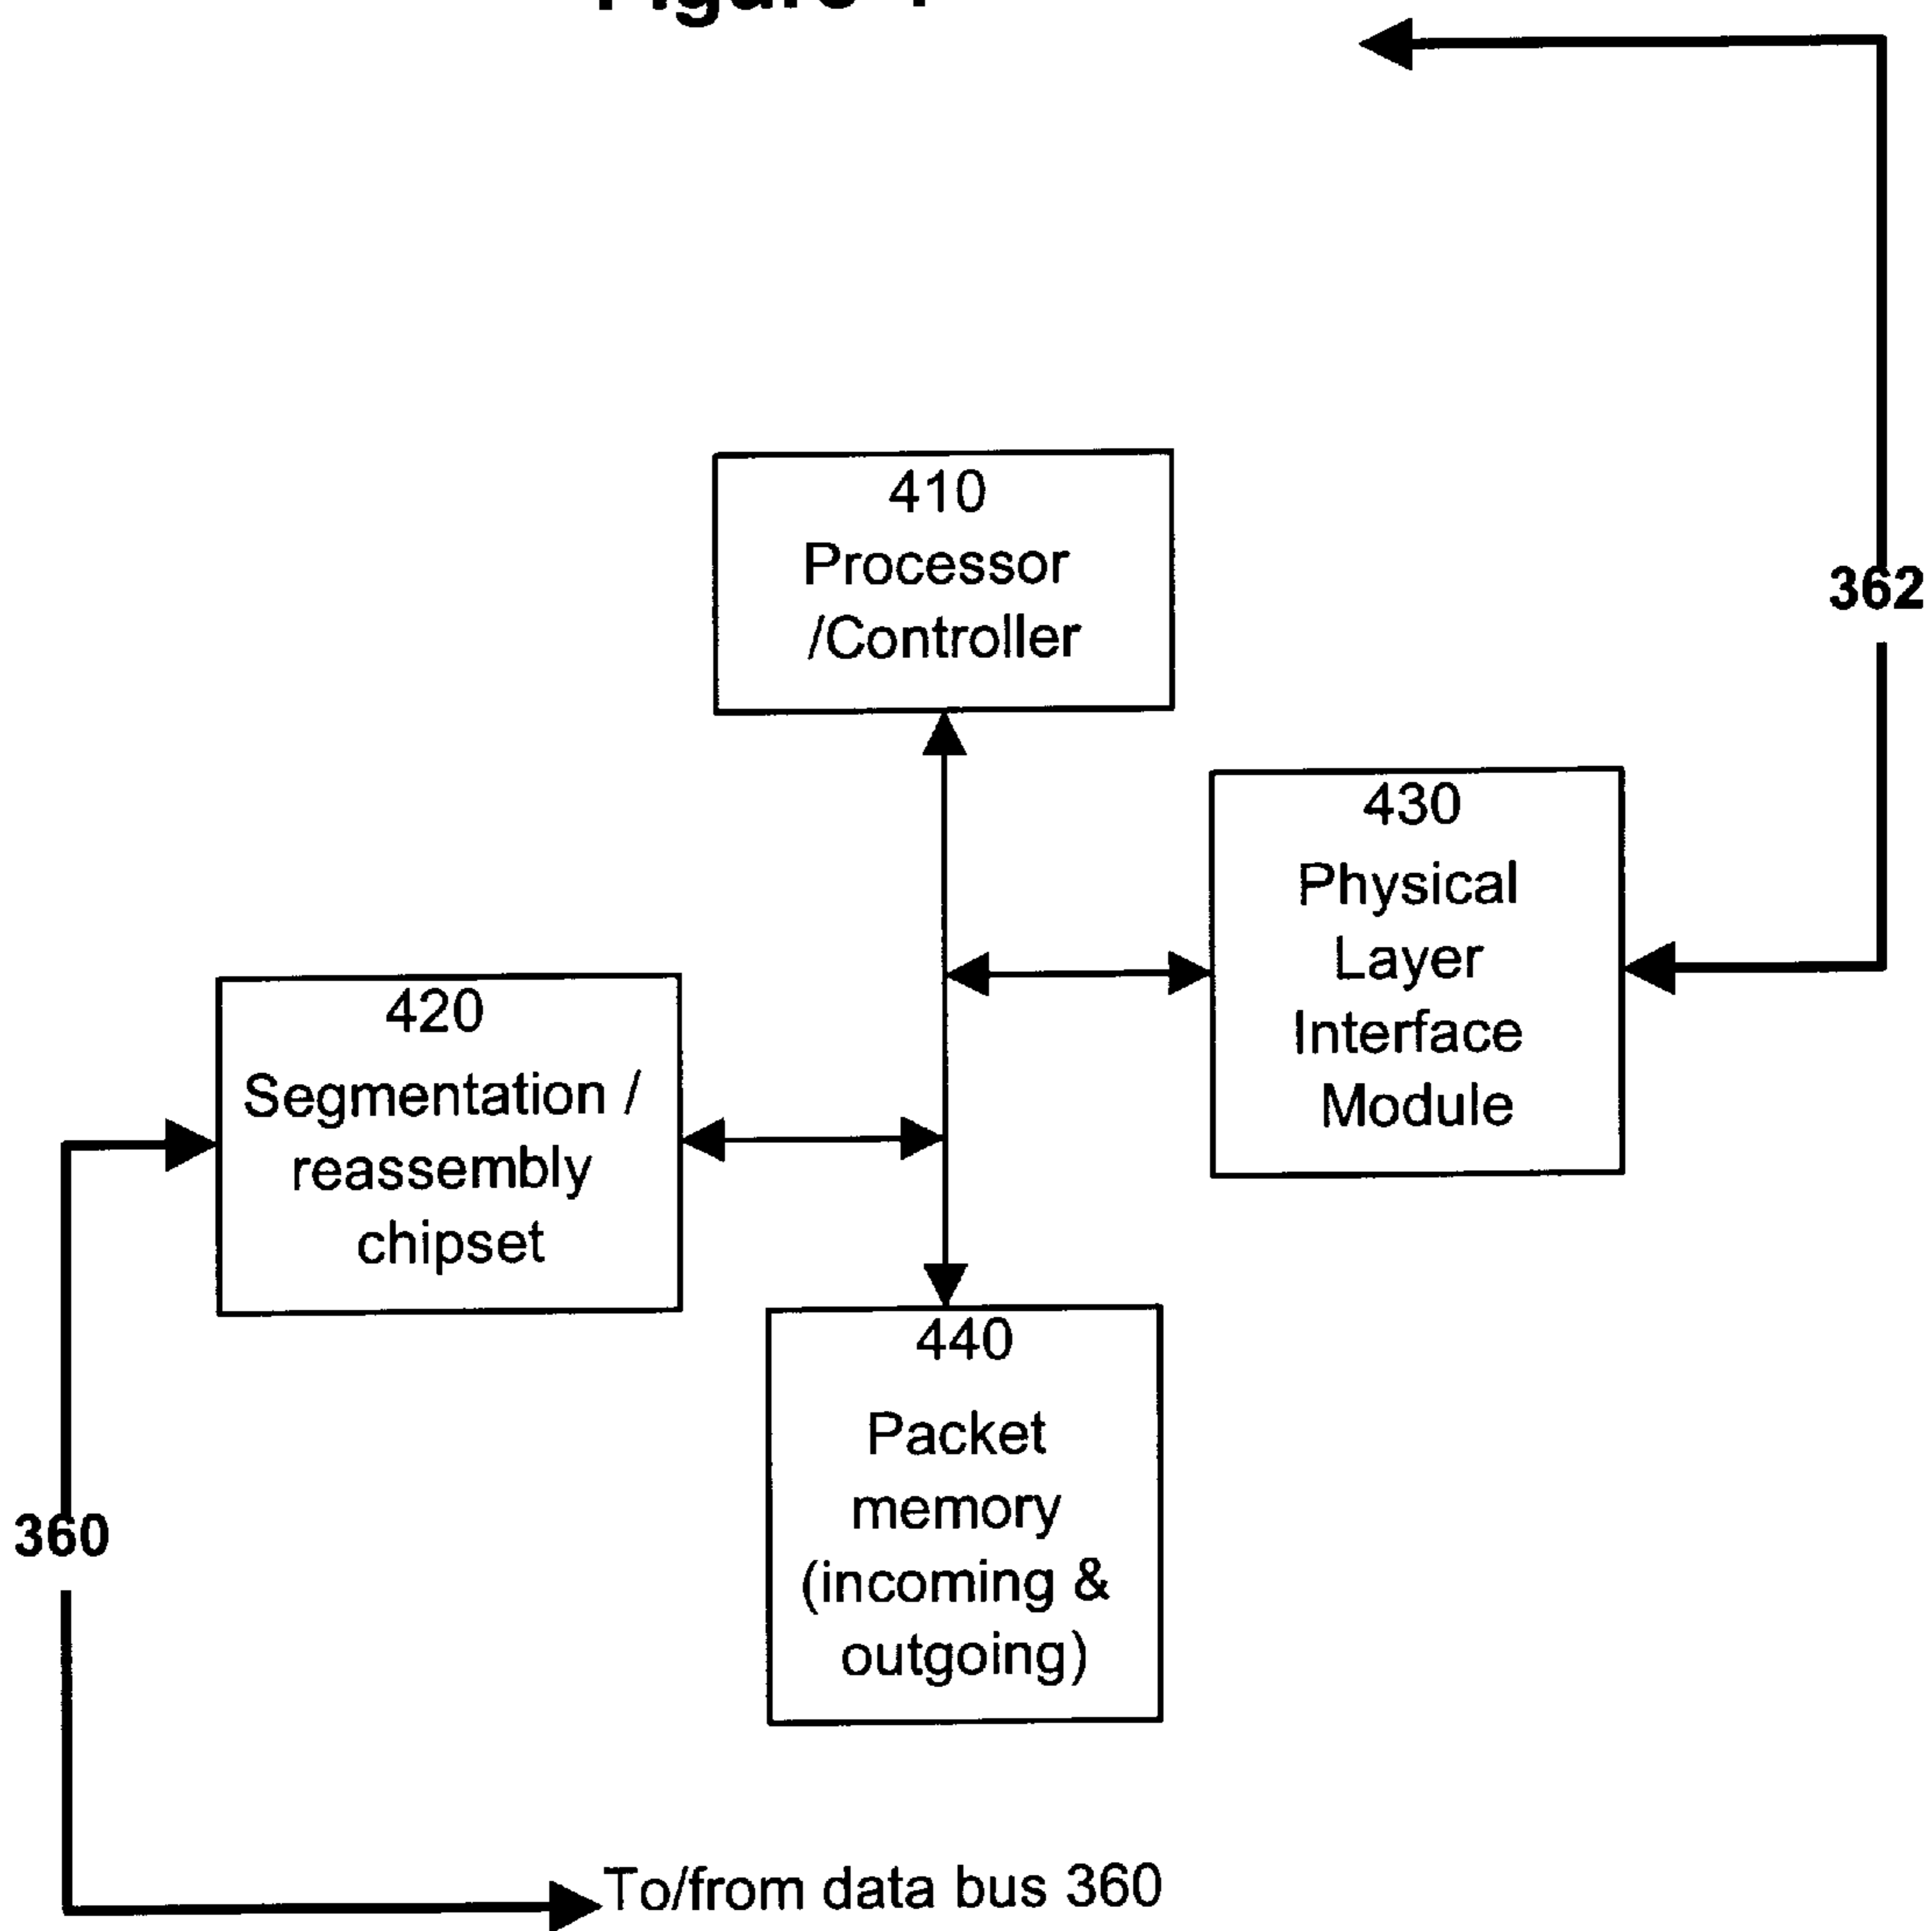 Figure
410
Processor
/Controller
362
430
Physical
Layer
Interface
Module
420
Segmentation /
reassembly
chipset
440
Packet
memory
(incoming &
outgoing)
360
To/from data bus 360